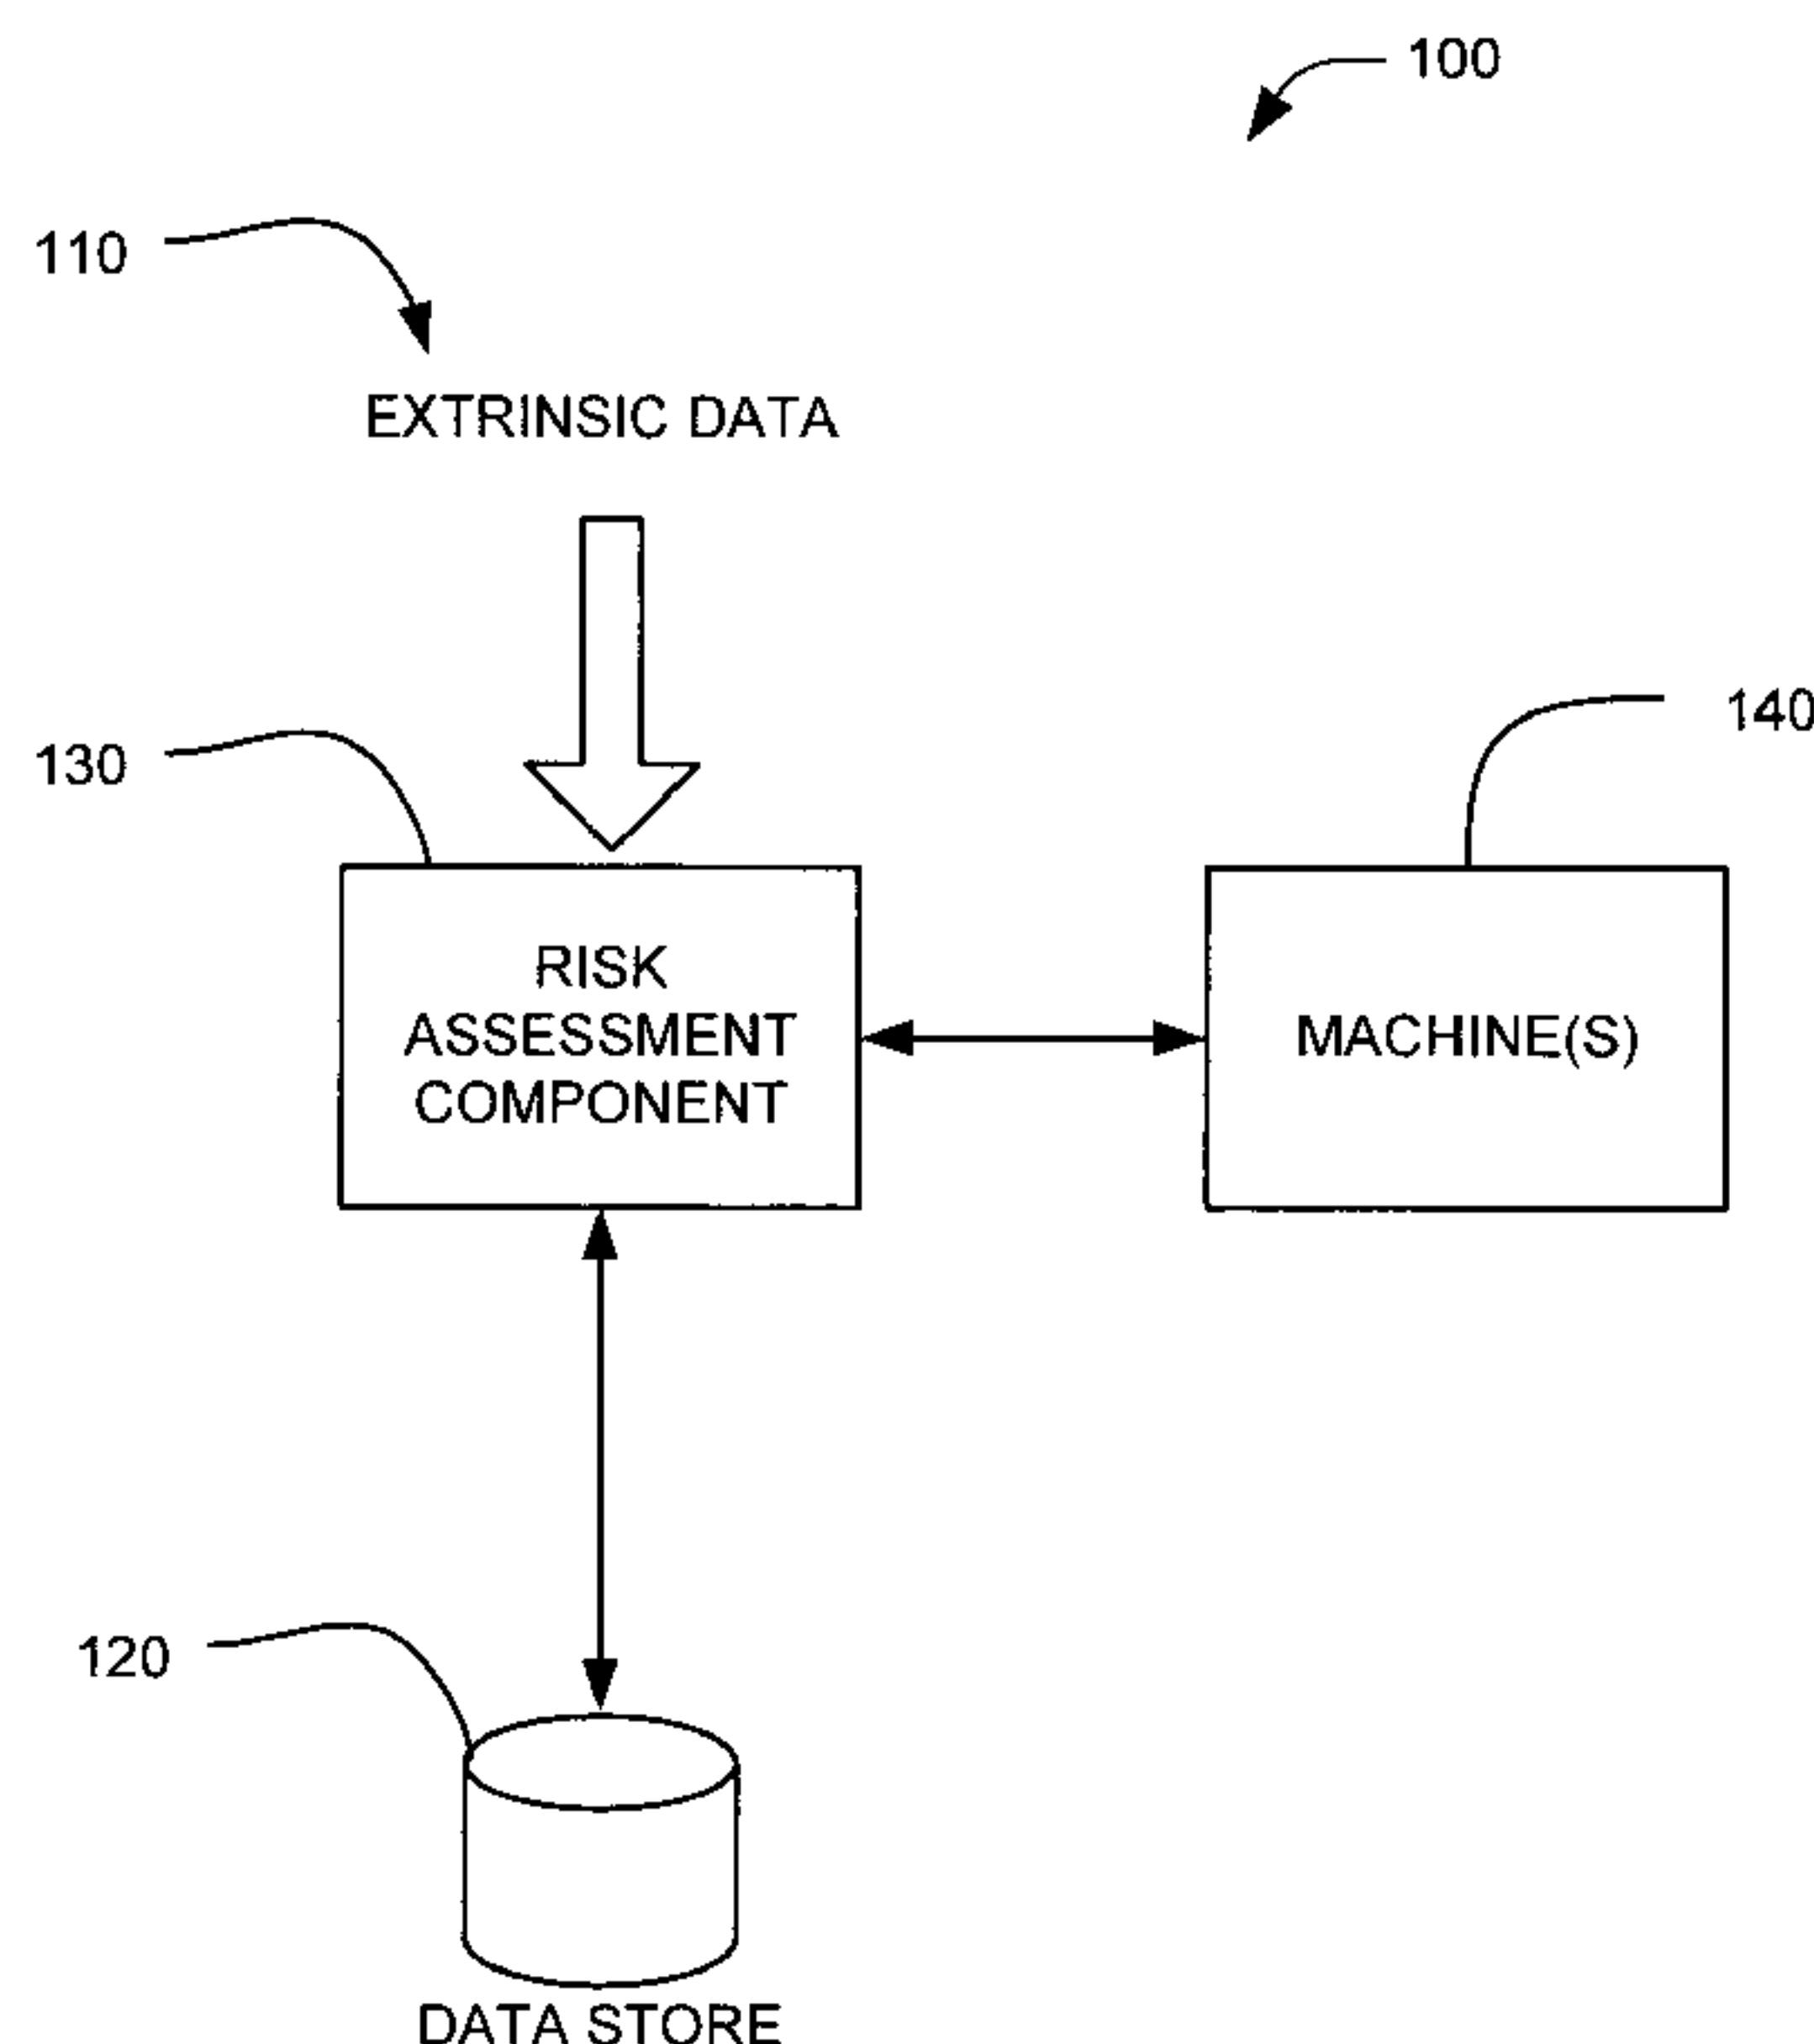 100
110
EXTRINSIC DATA
130
140
RISK
ASSESSMENT
COMPONENT
MACHINE(S)
120
DATA STORE